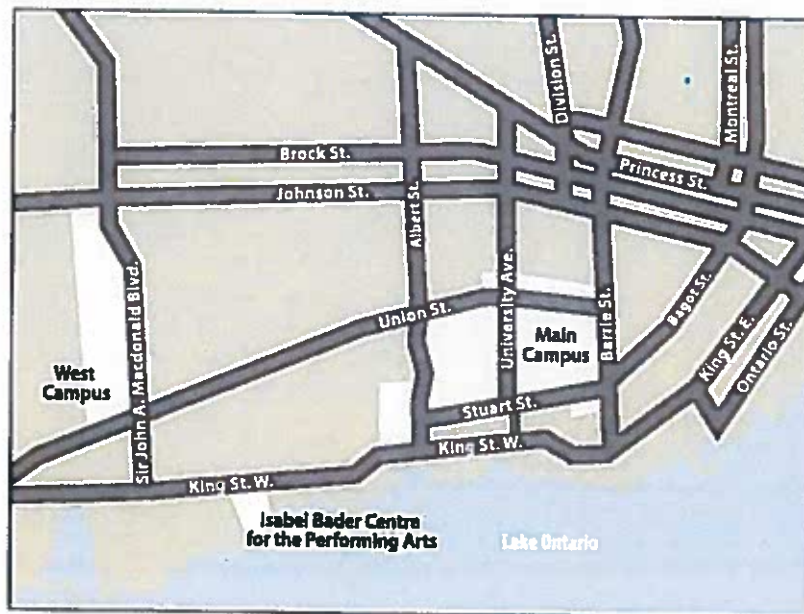 Division St.
Montreal St.
Brock St.
Princess St.
Johnson St.
Albert St.
University Ave.
Barrie St.
Bagot St.
King St. E.
Ontario St.
Sir John A. Macdonald Blvd.
Union St.
Main
Campus
West
Campus
Stuart St.
King St. W.
King St. W.
Isabel Bader Centre
for the Performing Arts
Lake Ontario